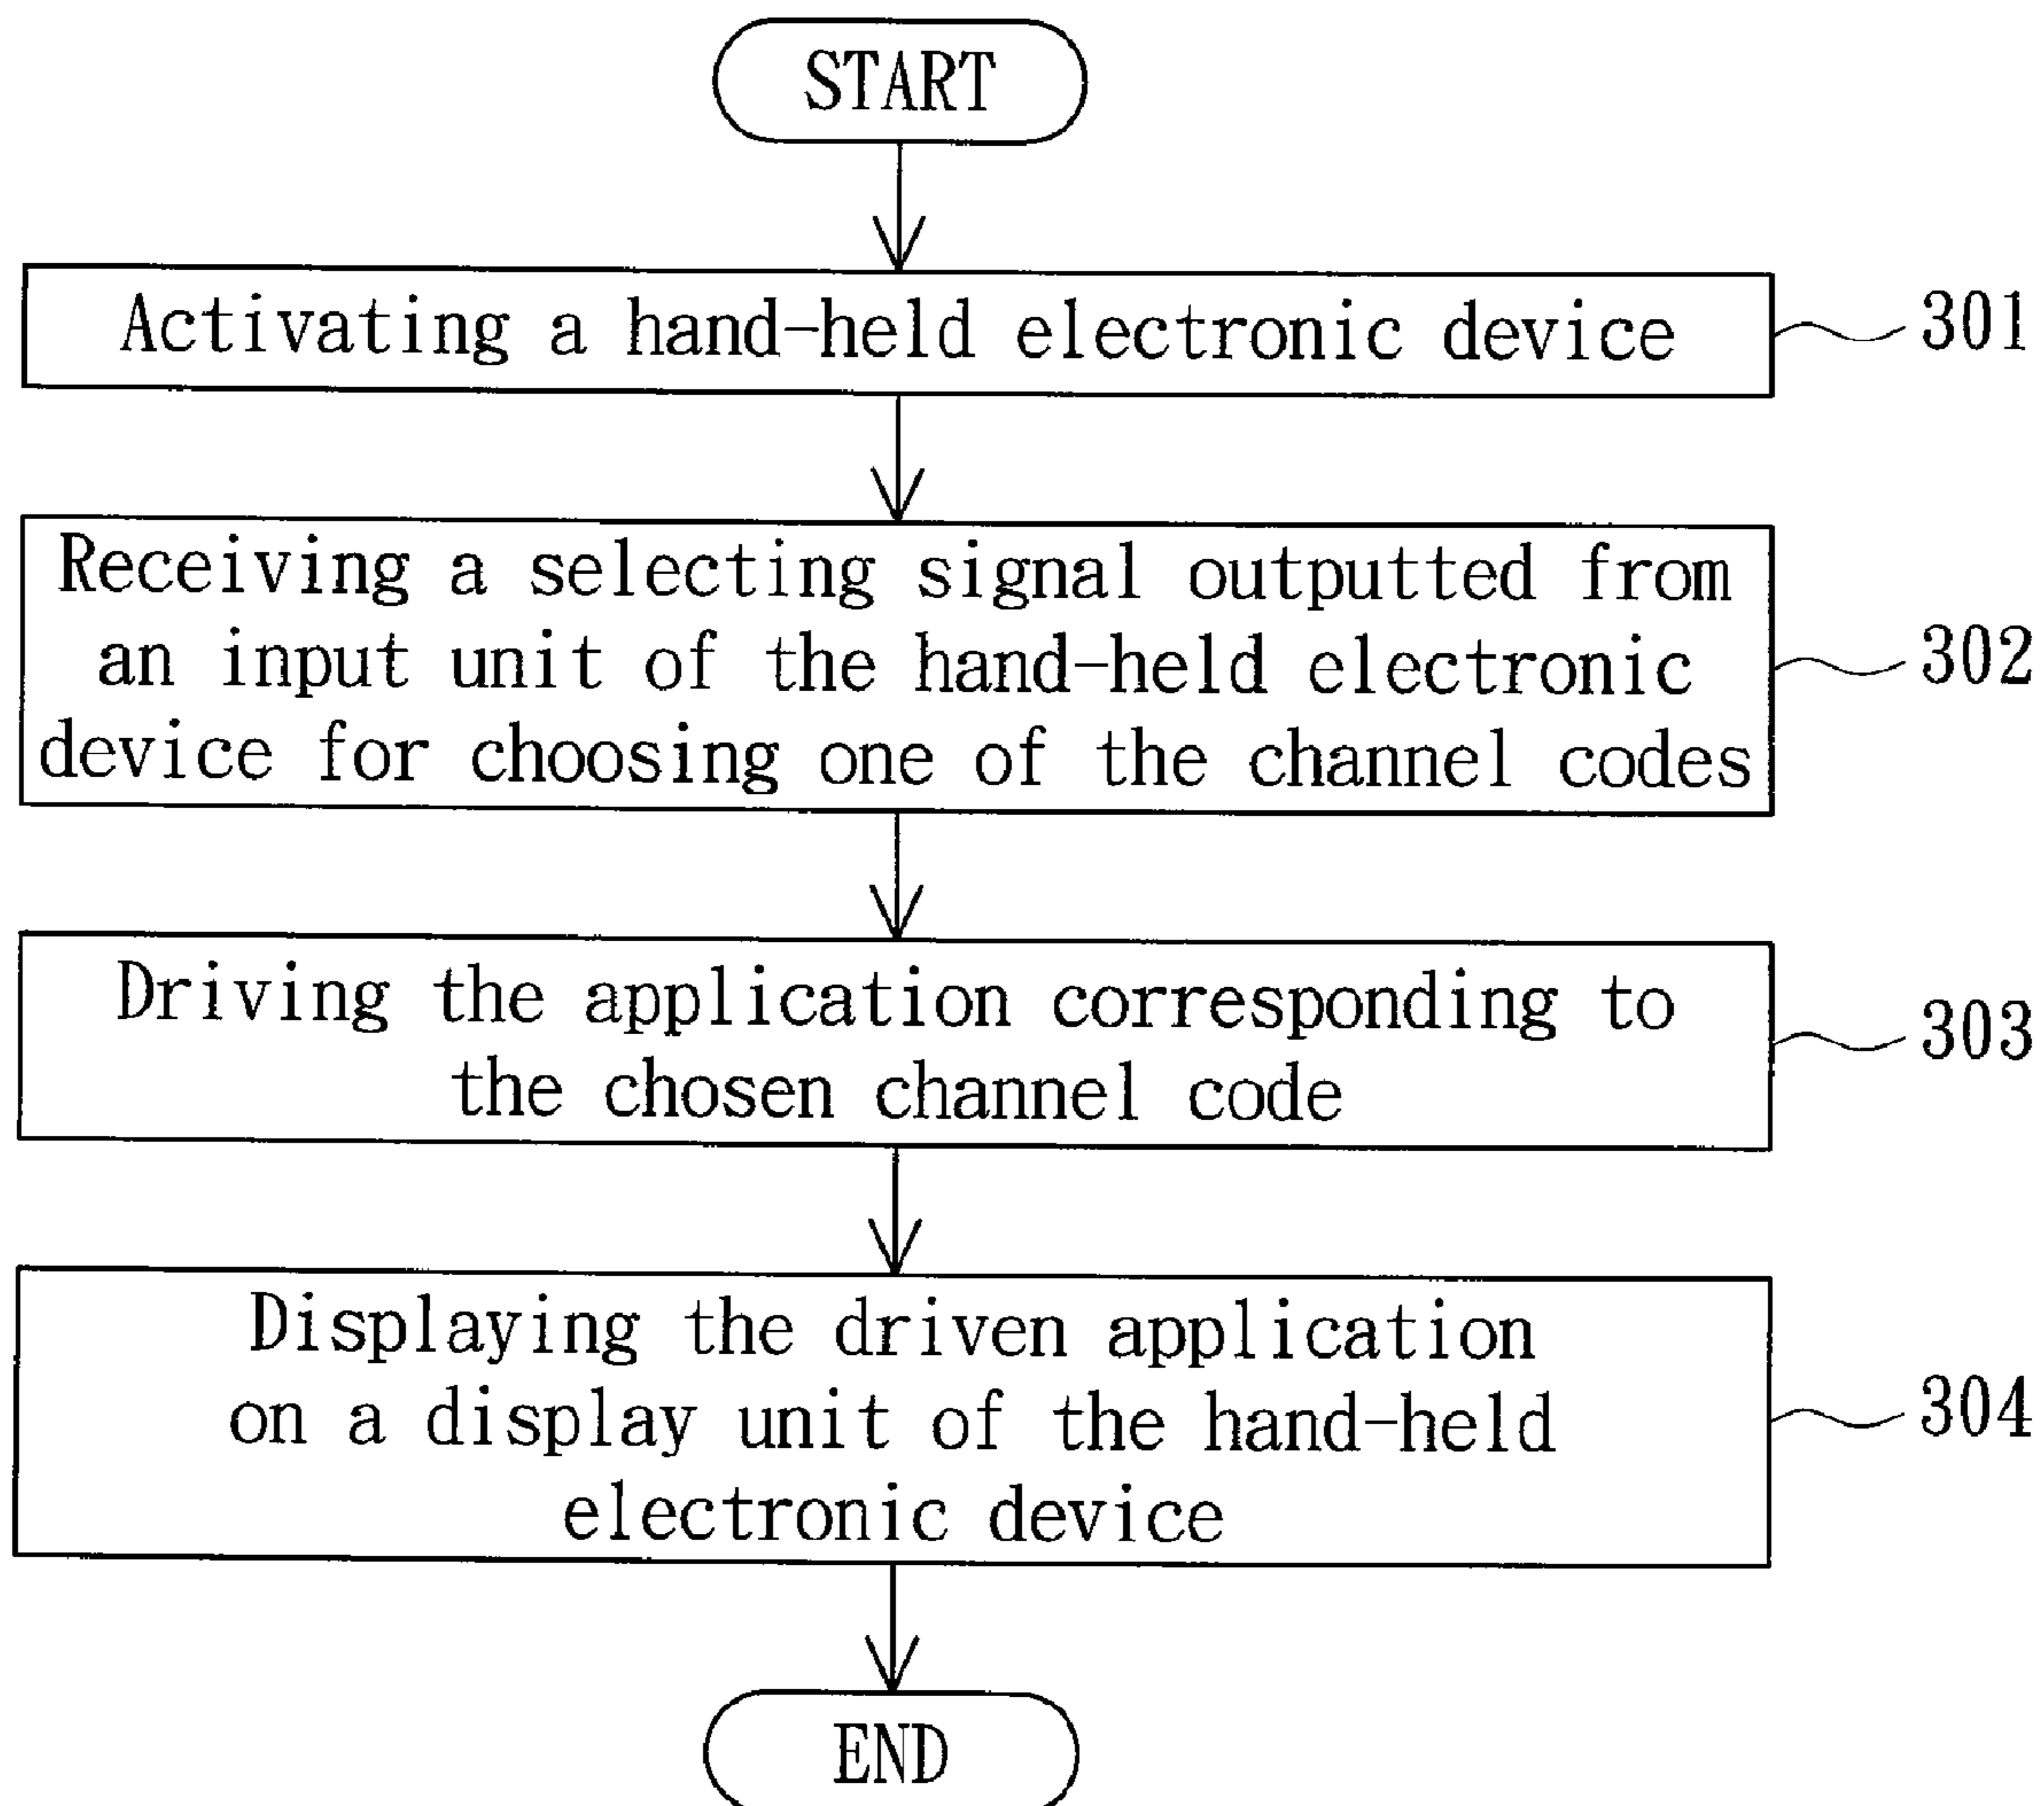 START
Activating a hand-held electronic device
301
Receiving a selecting signal outputted from
an input unit of the hand-held electronic
device for choosing one of the channel codes
302
Driving the application corresponding to
the chosen channel code
303
Displaying the driven application
on a display unit of the hand-held
electronic device
304
END